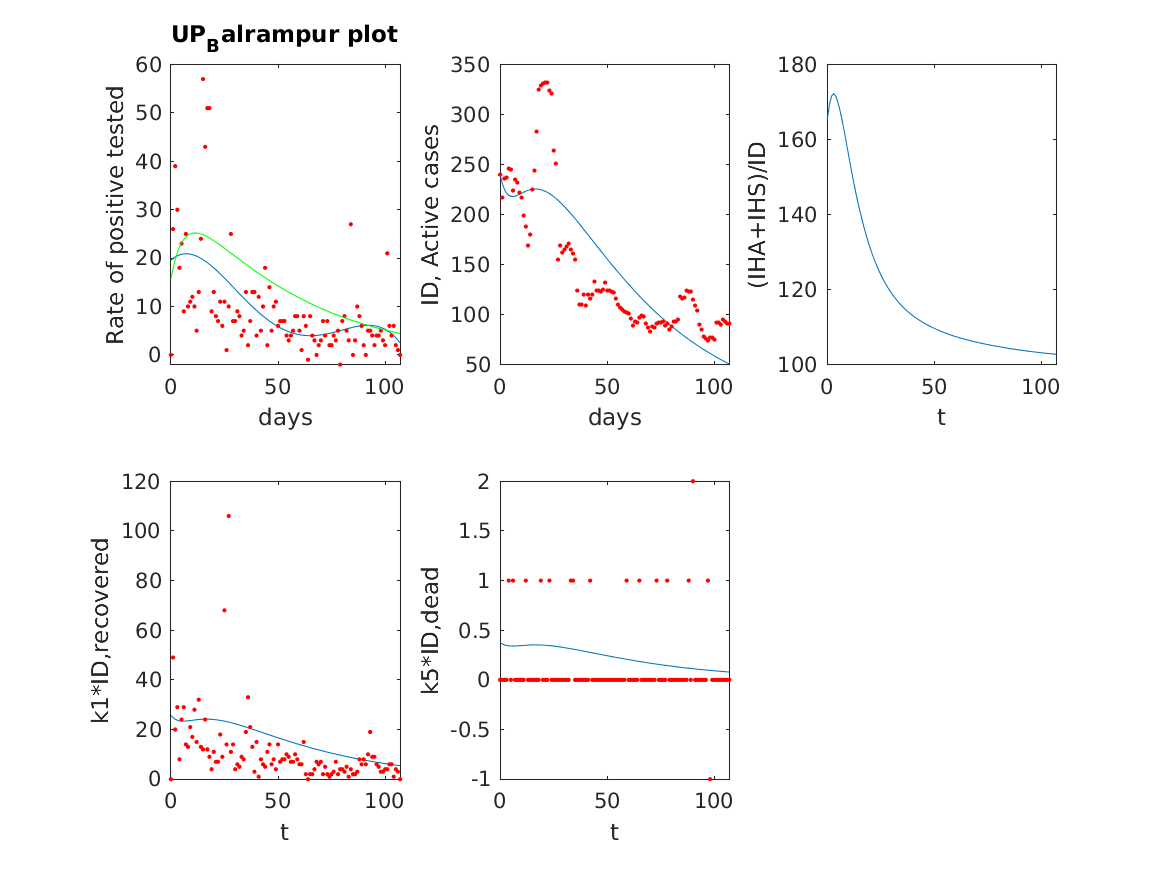 UP_Balrampur plot
60
50
40
30
20
10
0
Rate of positive tested
0 50 100
days
350
300
250
200
150
100
50
ID, Active cases
0 50 100
days
180
160
140
120
100
(IHA+IHS)/ID
0 50 100
t
120
100
80
60
40
20
0
k1*ID,recovered
0 50 100
t
2
1.5
1
0.5
0
-0.5
-1
k5*ID,dead
0 50 100
t